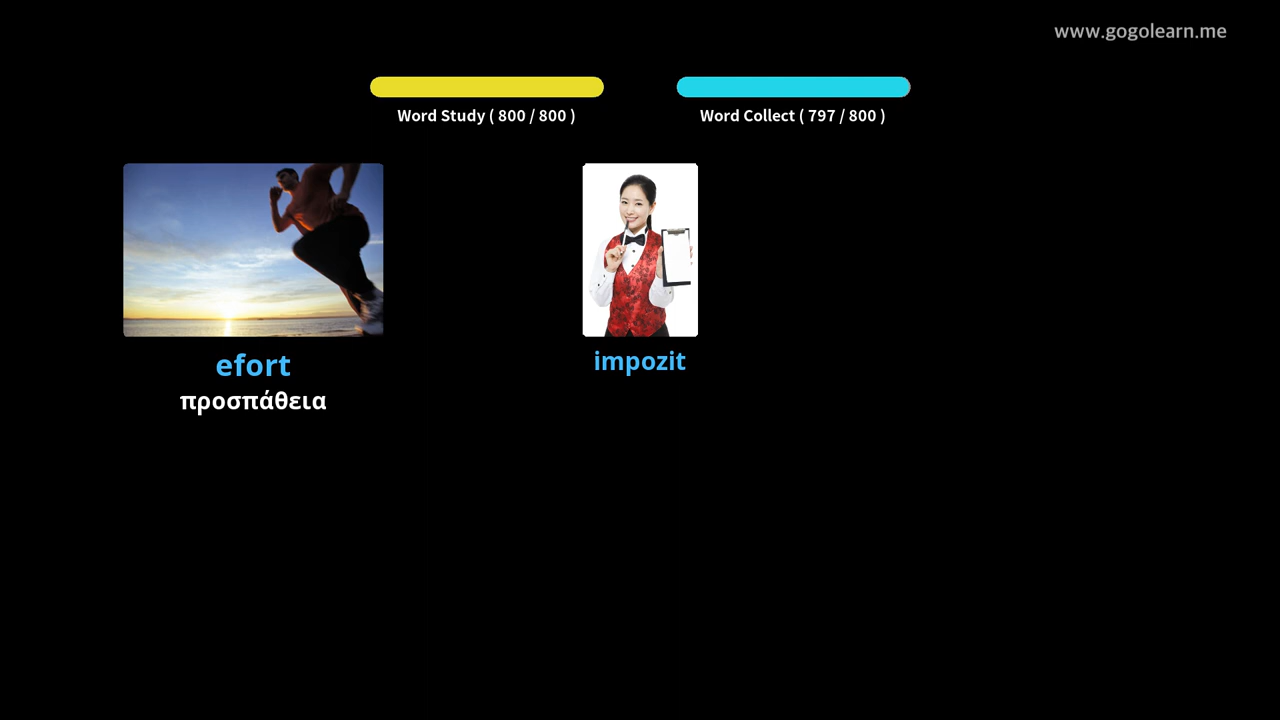 www.gogolearn.me
Word Study ( 800 / 800 )
Word Collect ( 797 / 800 )
efort
προσπάθεια
impozit